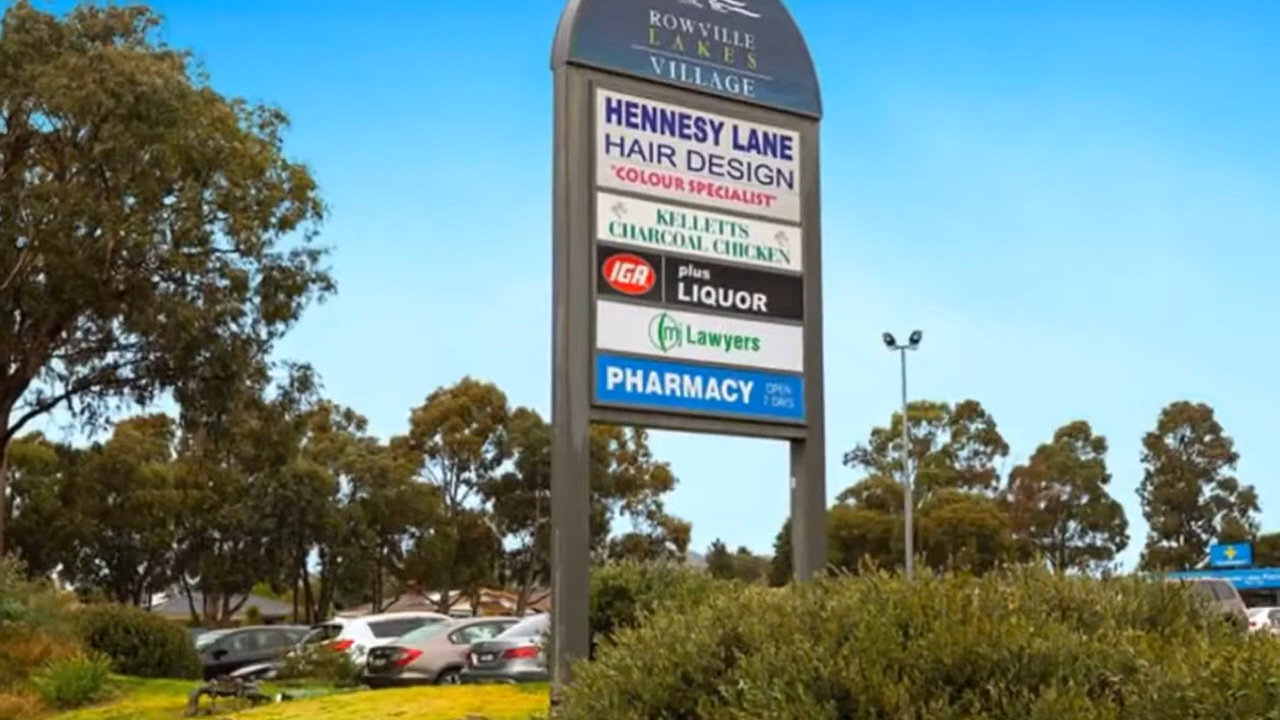 ROWVILLE
LAKES
VILLAGE
HENNESY LANE
HAIR DESIGN
"COLOUR SPECIALIST"
KELLETTS
CHARCOAL CHICKEN
IGA
plus
LIQUOR
mj Lawyers
PHARMACY
OPEN
7 DAYS